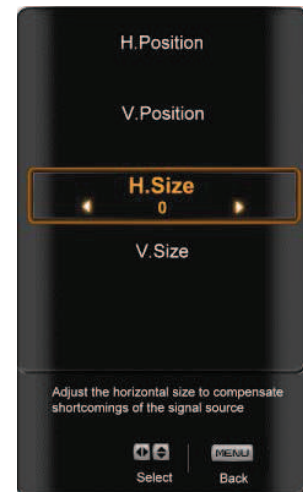 H.Position
V.Position
H.Size
0
V.Size
Adjust the horizontal size to compensate
shortcomings of the signal source
MENU
Select Back